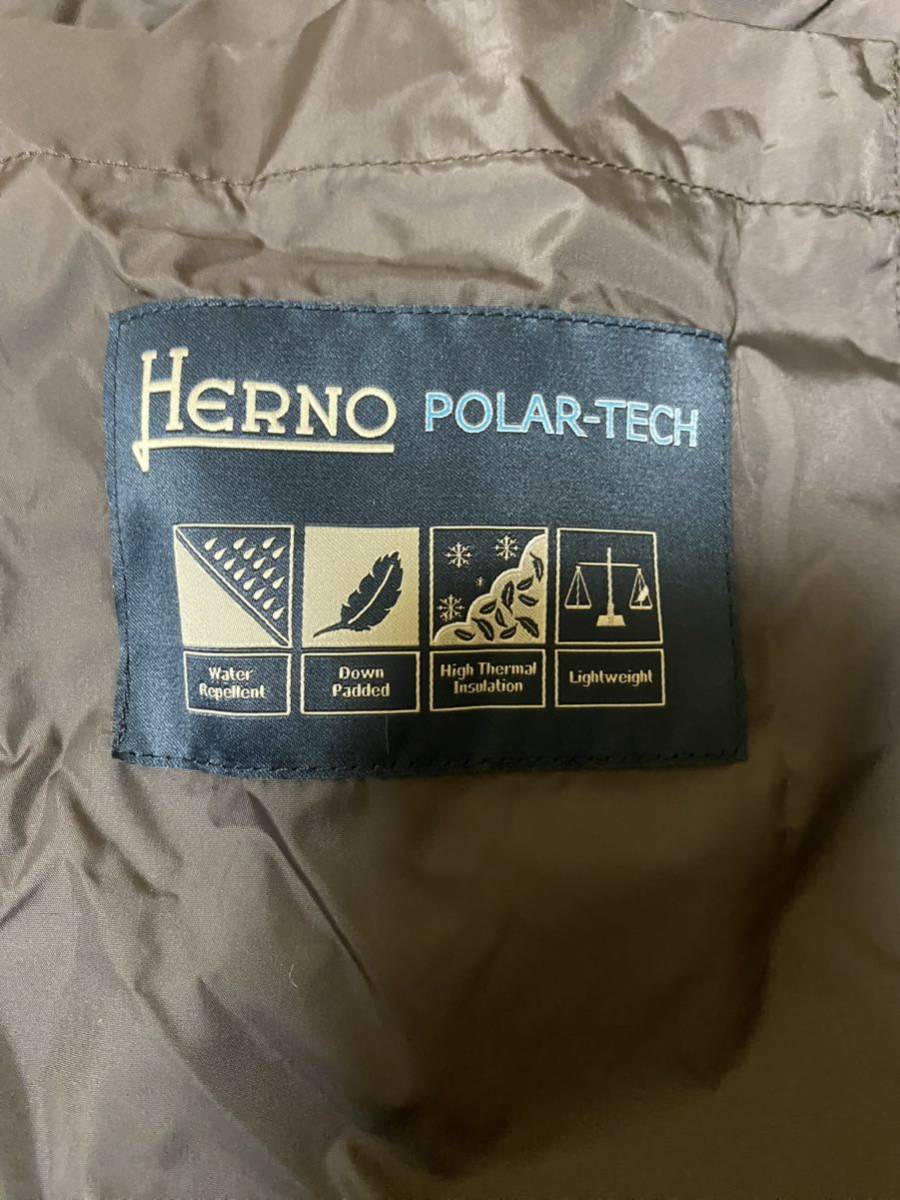 HERNO POLAR-TECH
Water Repellent
Down Padded
High Thermal Insulation
Lightweight